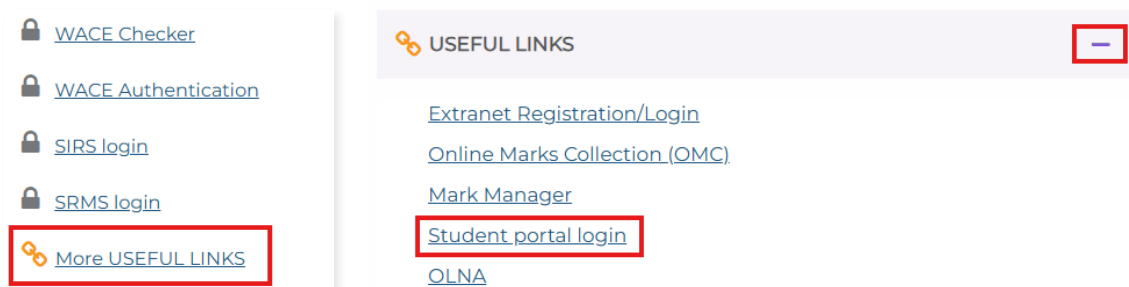 WACE Checker
WACE Authentication
SIRS login
SRMS login
More USEFUL LINKS
USEFUL LINKS
Extranet Registration/Login
Online Marks Collection (OMC)
Mark Manager
Student portal login
OLNA